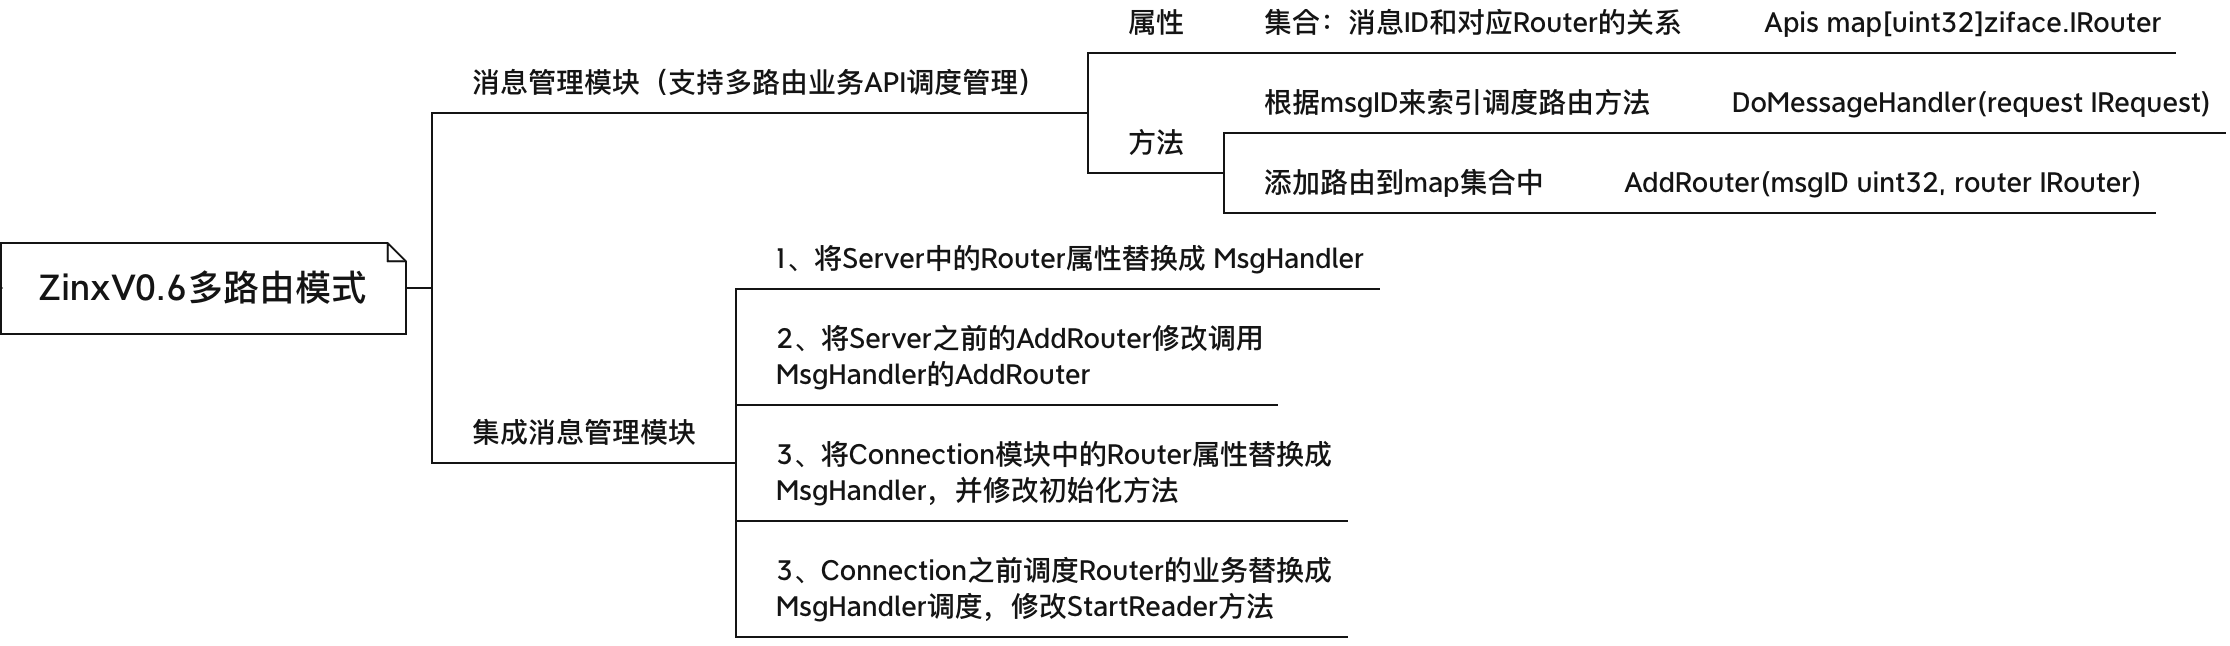 属性 集合：消息ID和对应Router的关系 Apis map[uint32]ziface.IRouter
消息管理模块（支持多路由业务API调度管理）
根据msgID来索引调度路由方法 DoMessageHandler(request IRequest)
方法
添加路由到map集合中 AddRouter(msgID uint32, router IRouter)
ZinxV0.6多路由模式
1、将Server中的Router属性替换成 MsgHandler
2、将Server之前的AddRouter修改调用
MsgHandler的AddRouter
集成消息管理模块
3、将Connection模块中的Router属性替换成
MsgHandler，并修改初始化方法
3、Connection之前调度Router的业务替换成
MsgHandler调度，修改StartReader方法